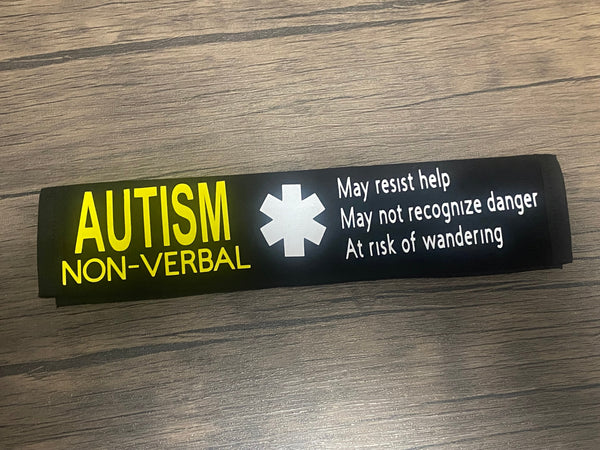 AUTISM
NON-VERBAL
May resist help
May not recognize danger
At risk of wandering